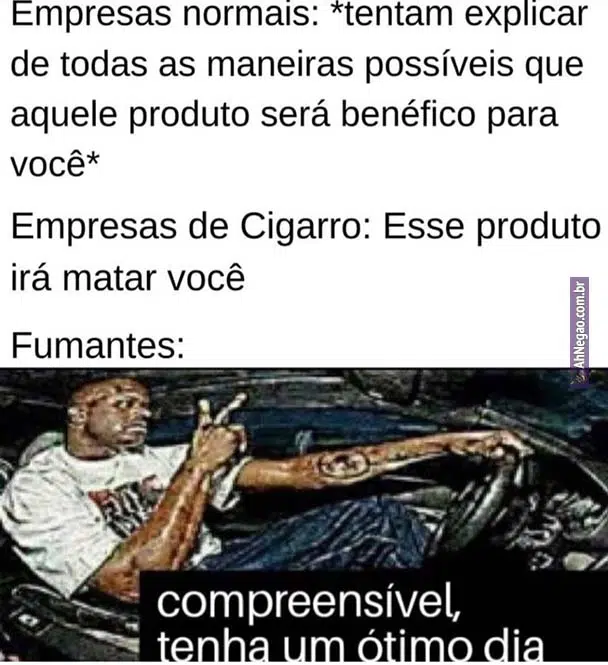 Empresas normais: *tentam explicar
de todas as maneiras possíveis que
aquele produto será benéfico para
você*
Empresas de Cigarro: Esse produto
irá matar você
AhNegao.com.br
Fumantes:
compreensível,
tenha um ótimo dia